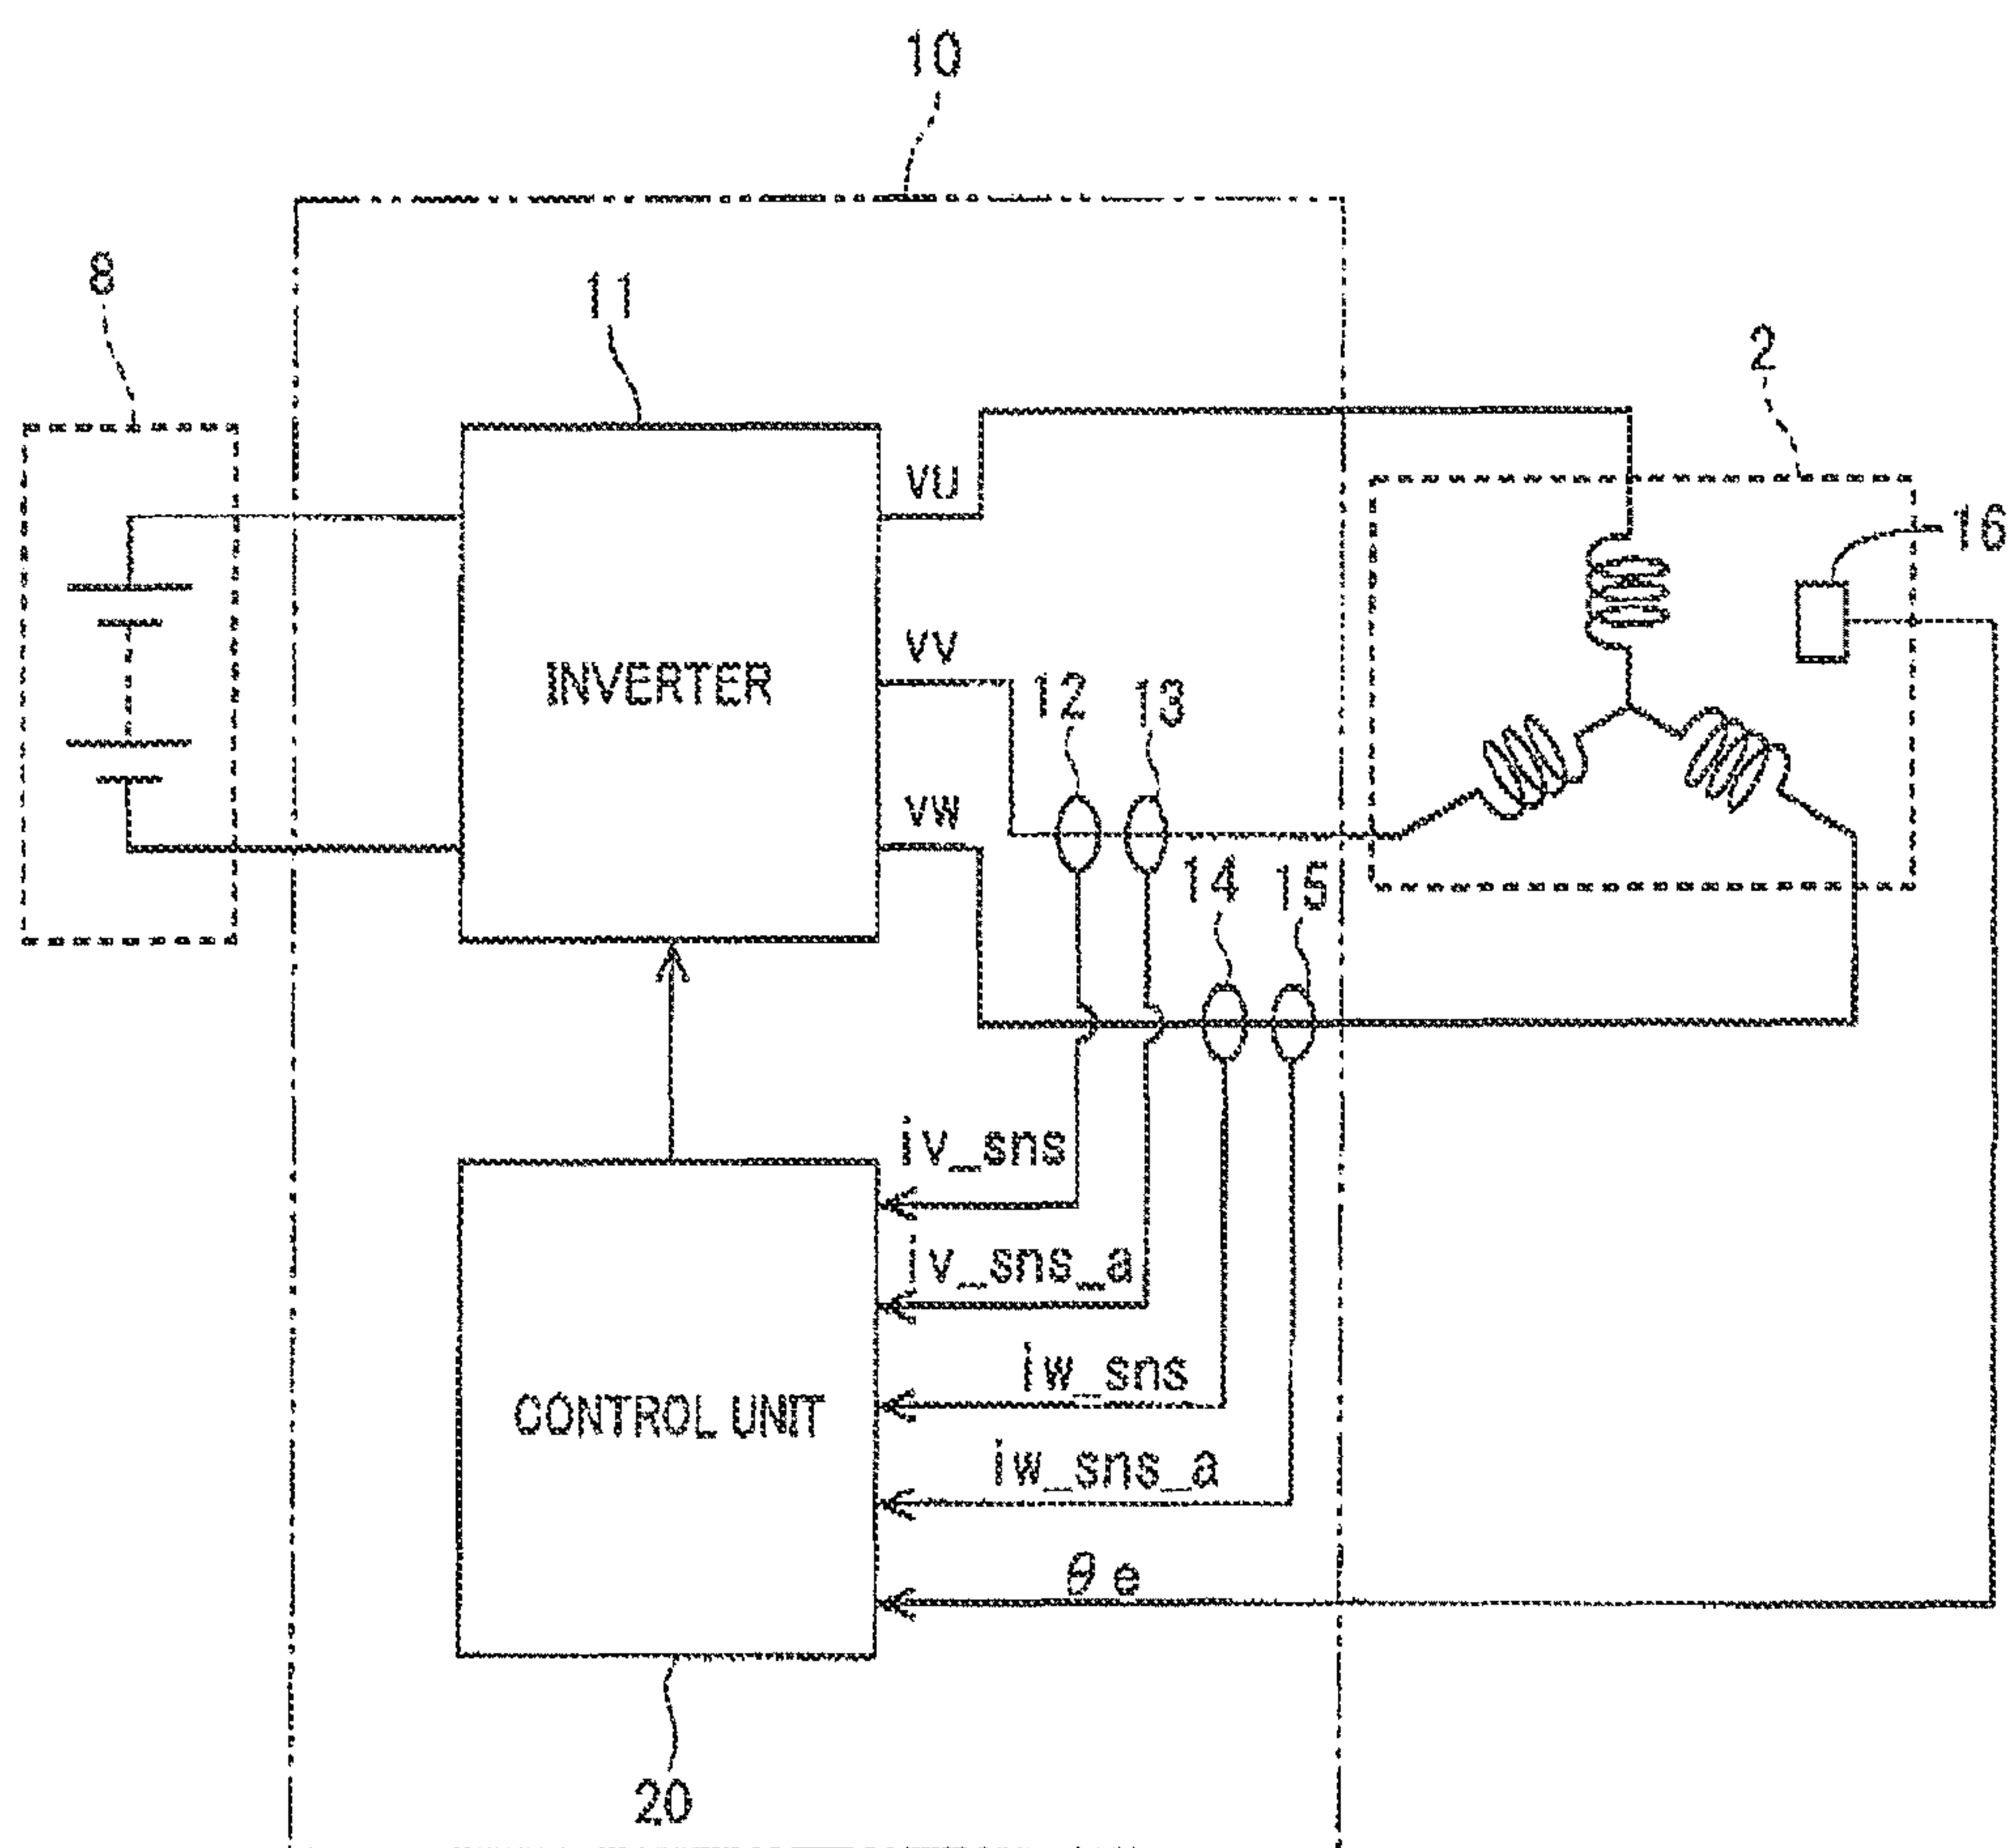 10
8
11
2
VU
16
VV
INVERTER
12
13
VW
14
15
iv_sns
iv_sns_a
iw_sns
CONTROL UNIT
iw_sns_a
θe
20